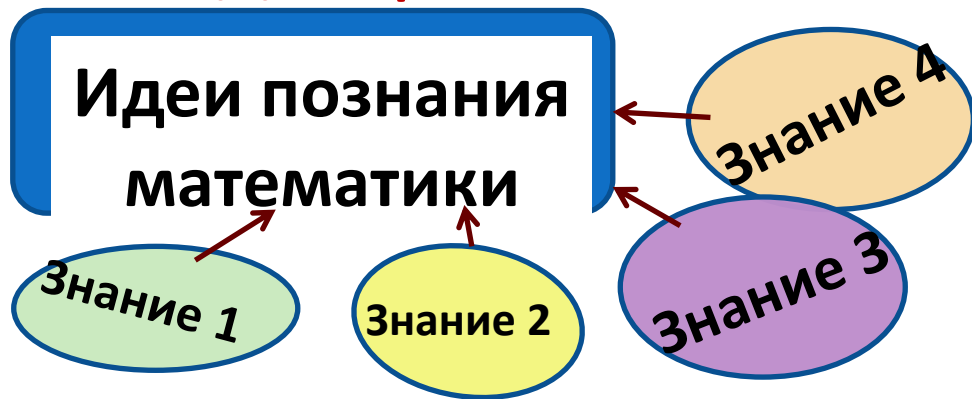 Идеи познания
математики
Знание 4
Знание 3
Знание 1
Знание 2